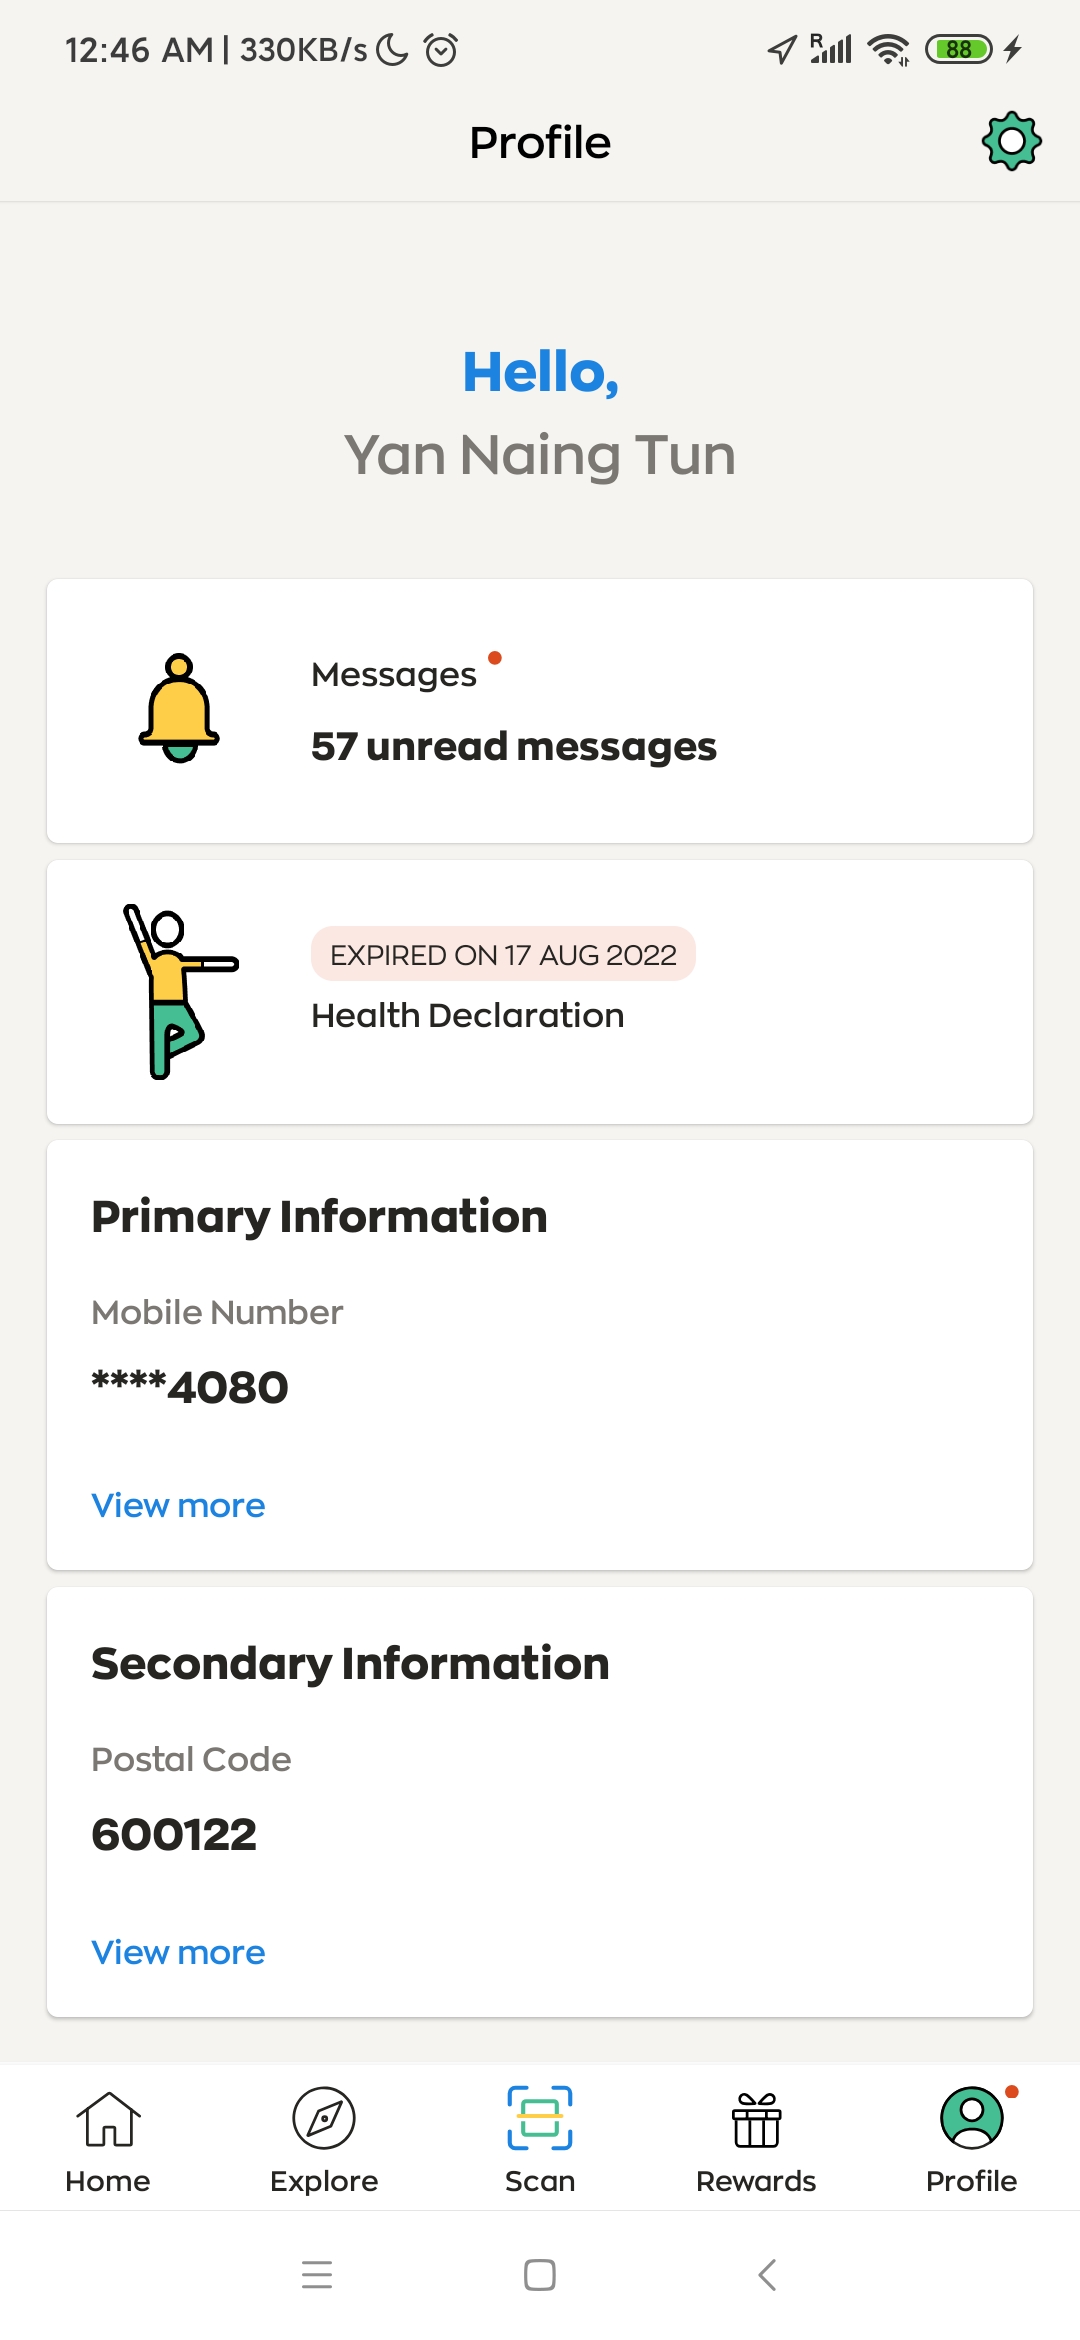 12:46 AM | 330KB/s
R
88
Profile
Hello,
Yan Naing Tun
Messages
57 unread messages
EXPIRED ON 17 AUG 2022
Health Declaration
Primary Information
Mobile Number
****4080
View more
Secondary Information
Postal Code
600122
View more
Home Explore Scan Rewards Profile